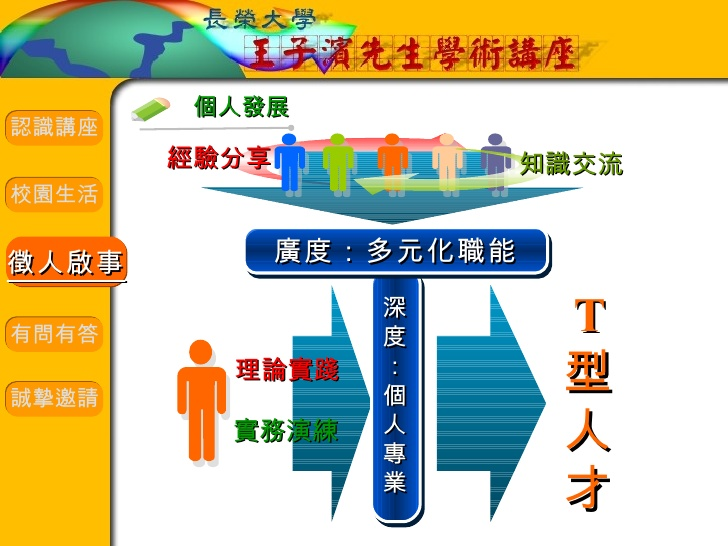 長榮大學
王子濱先生學術講座
認識講座
校園生活
徵人啟事
有問有答
誠摯邀請
個人發展
經驗分享
知識交流
廣度：多元化職能
深度：個人專業
理論實踐
實務演練
T型人才